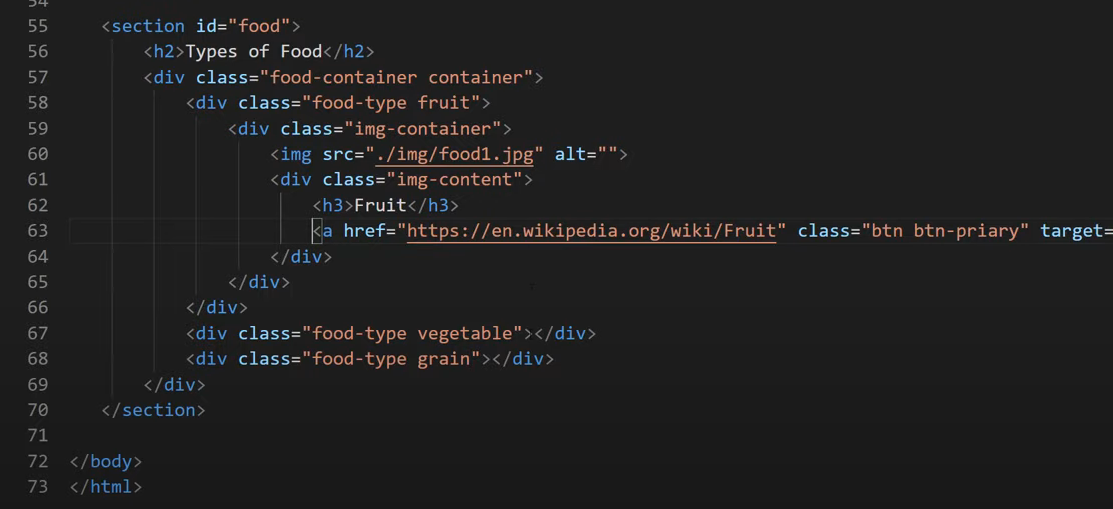 54
55 <section id="food">
56 <h2>Types of Food</h2>
57 <div class="food-container container">
58 <div class="food-type fruit">
59 <div class="img-container">
60 <img src="./img/food1.jpg" alt="">
61 <div class="img-content">
62 <h3>Fruit</h3>
63 <a href="https://en.wikipedia.org/wiki/Fruit" class="btn btn-priary" target=
64 </div>
65 </div>
66 </div>
67 <div class="food-type vegetable"></div>
68 <div class="food-type grain"></div>
69 </div>
70 </section>
71
72 </body>
73 </html>